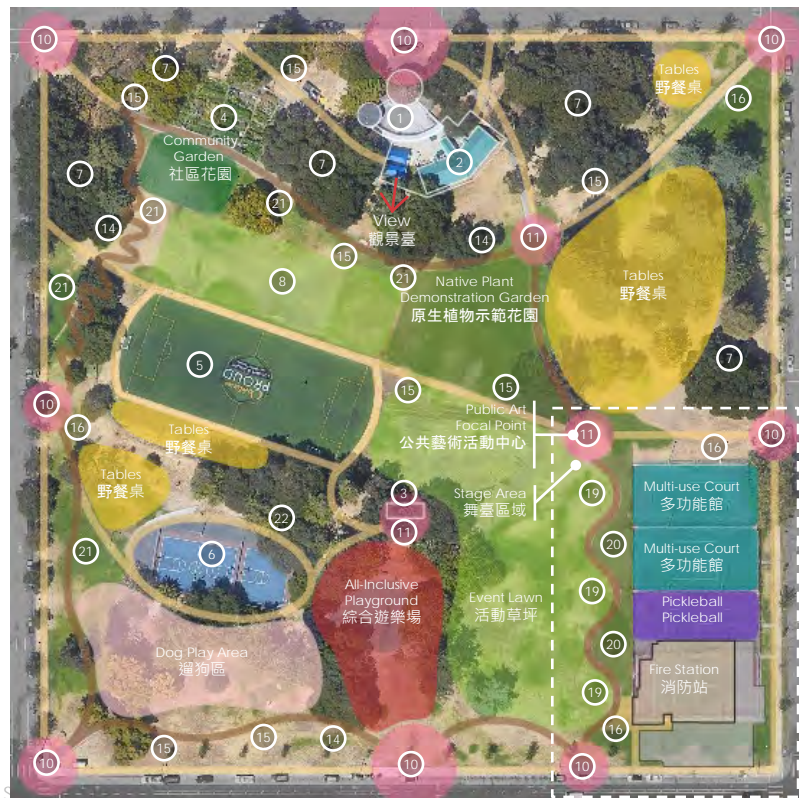 10
10
10
7
15
Tables
野餐桌
15
16
7
4
1
Community
Garden
社區花園
7
2
7
15
21
21
View
觀景臺
14
14
11
15
21
8
Native Plant
Demonstration Garden
原生植物示範花園
Tables
野餐桌
21
5
PROUD
7
15
15
10
16
Public Art
Focal Point
公共藝術活動中心
11
10
16
Tables
野餐桌
Tables
野餐桌
Stage Area
舞臺區域
3
19
Multi-use Court
多功能館
22
11
21
6
20
Multi-use Court
多功能館
All-Inclusive
Playground
綜合遊樂場
Event Lawn
活動草坪
19
Pickleball
Pickleball
20
Dog Play Area
遛狗區
Fire Station
消防站
19
16
15
15
14
10
10
10